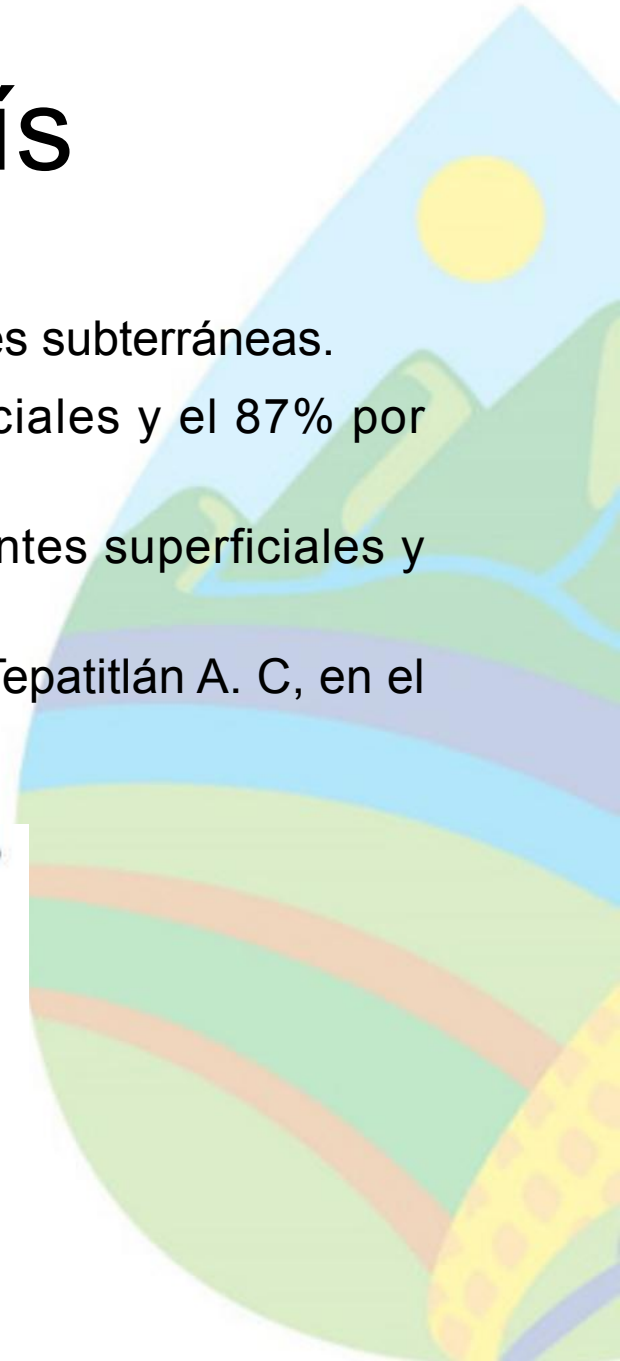 ís
es subterráneas.
ciales y el 87% por
ntes superficiales y
Tepatitlán A. C, en el